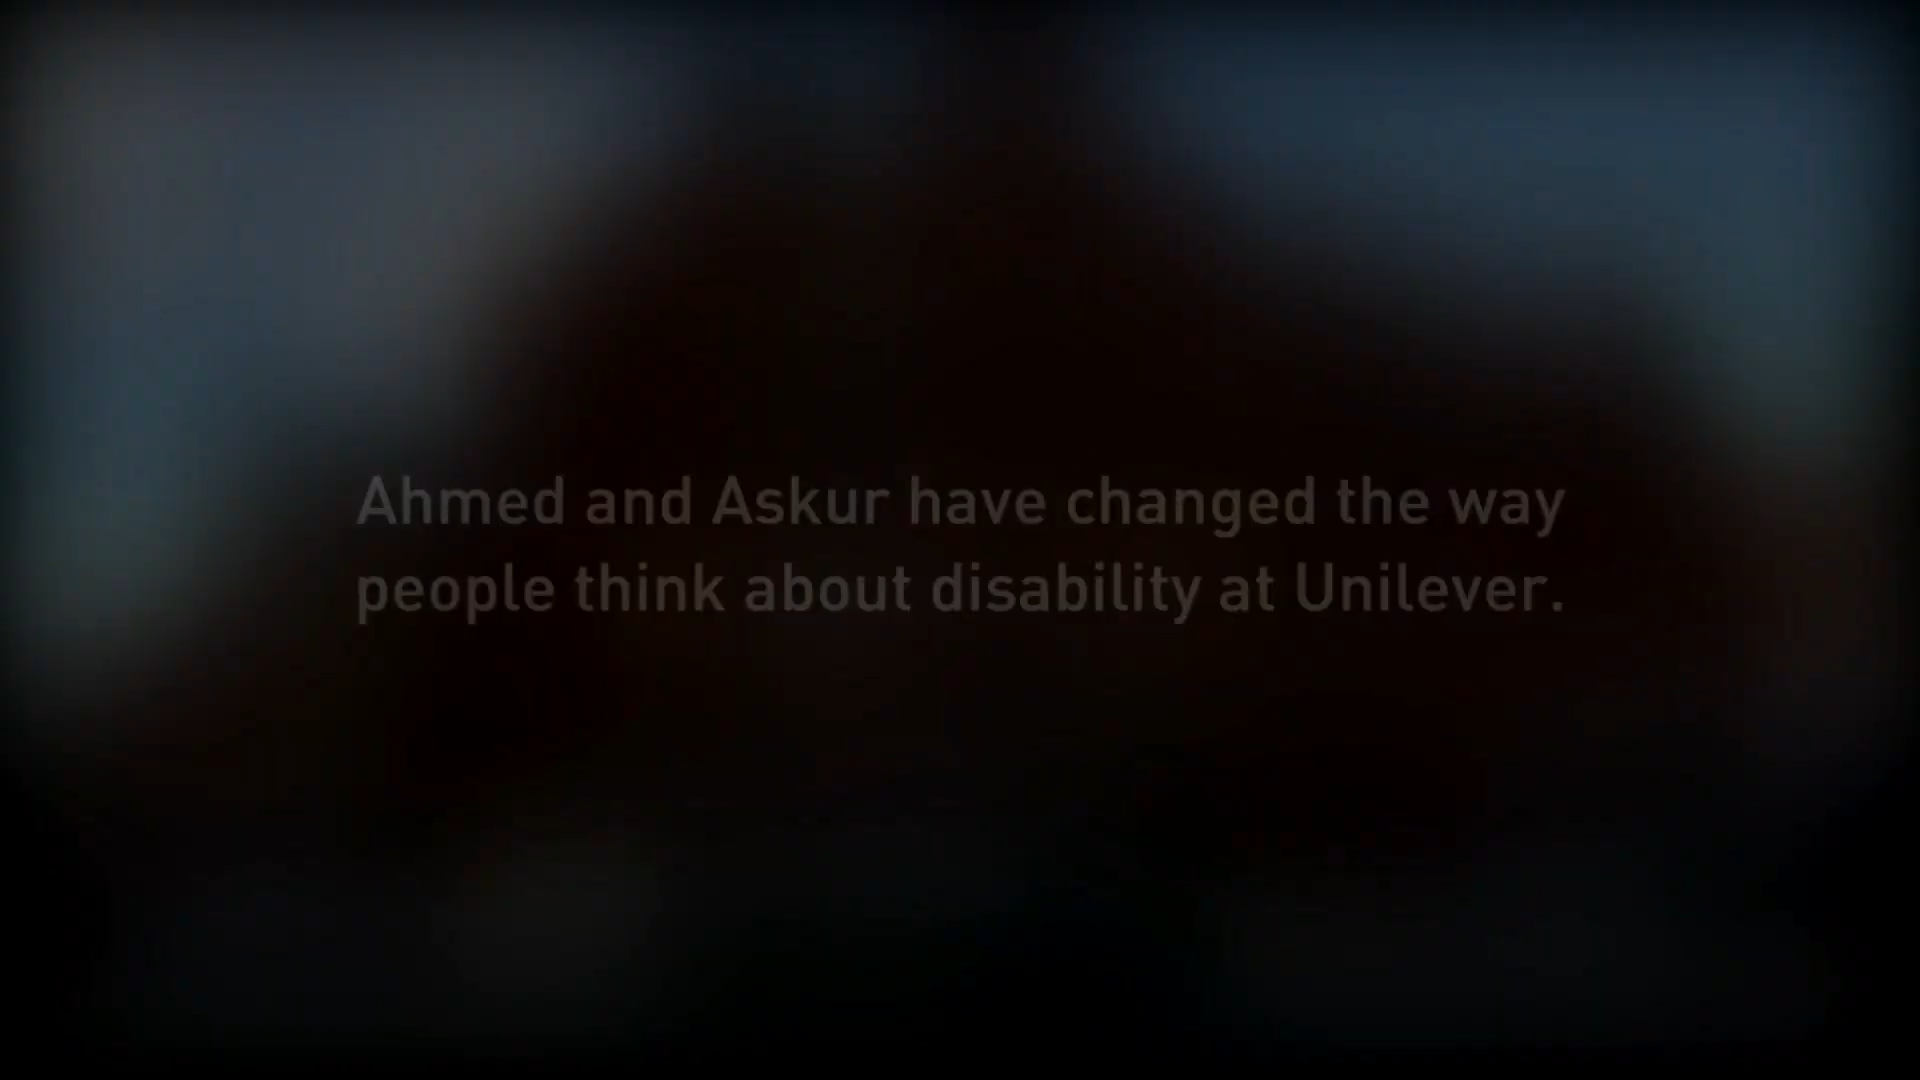 Ahmed and Askur have changed the way
people think about disability at Unilever.